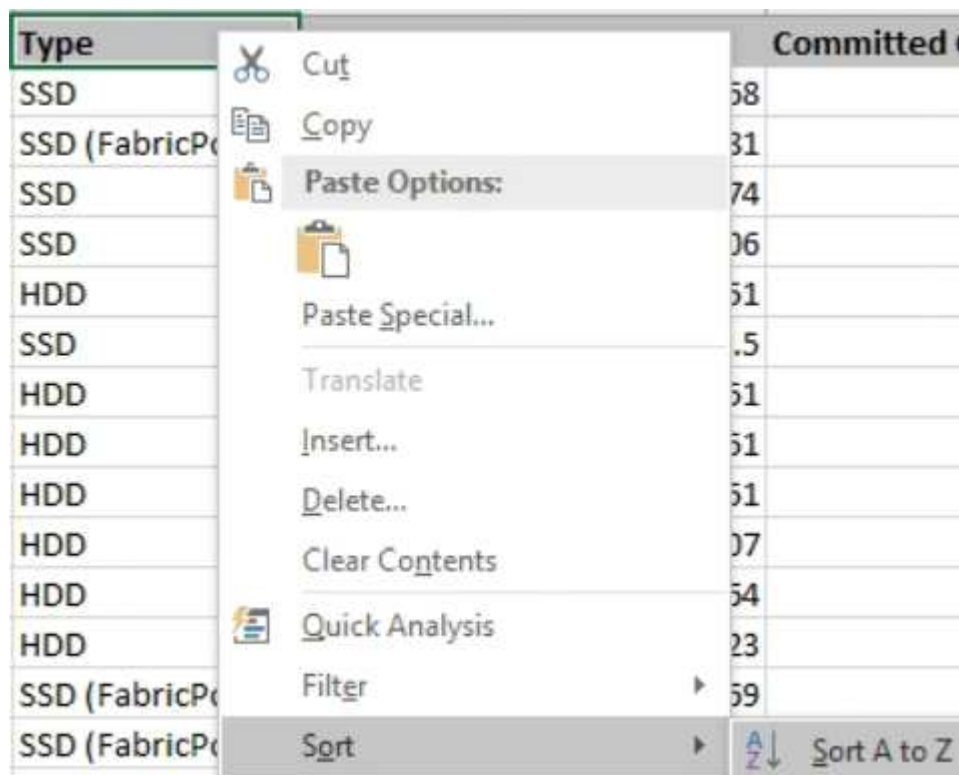 Type Committed
SSD Cut 58
SSD (FabricPo Copy 31
SSD Paste Options: 74
SSD 06
HDD Paste Special... 51
SSD .5
HDD Translate 51
HDD Insert... 51
HDD Delete... 51
HDD Clear Contents 07
HDD Quick Analysis 54
HDD 23
SSD (FabricPo Filter 59
SSD (FabricPo Sort Sort A to Z